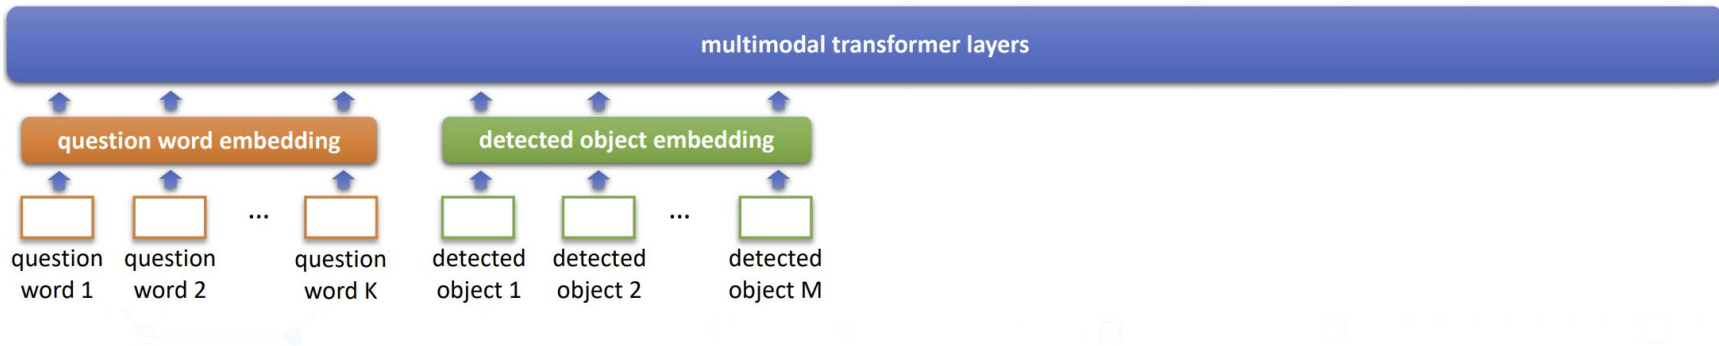 multimodal transformer layers
question word embedding
detected object embedding
... ...
question question question detected detected detected
word 1 word 2 word K object 1 object 2 object M